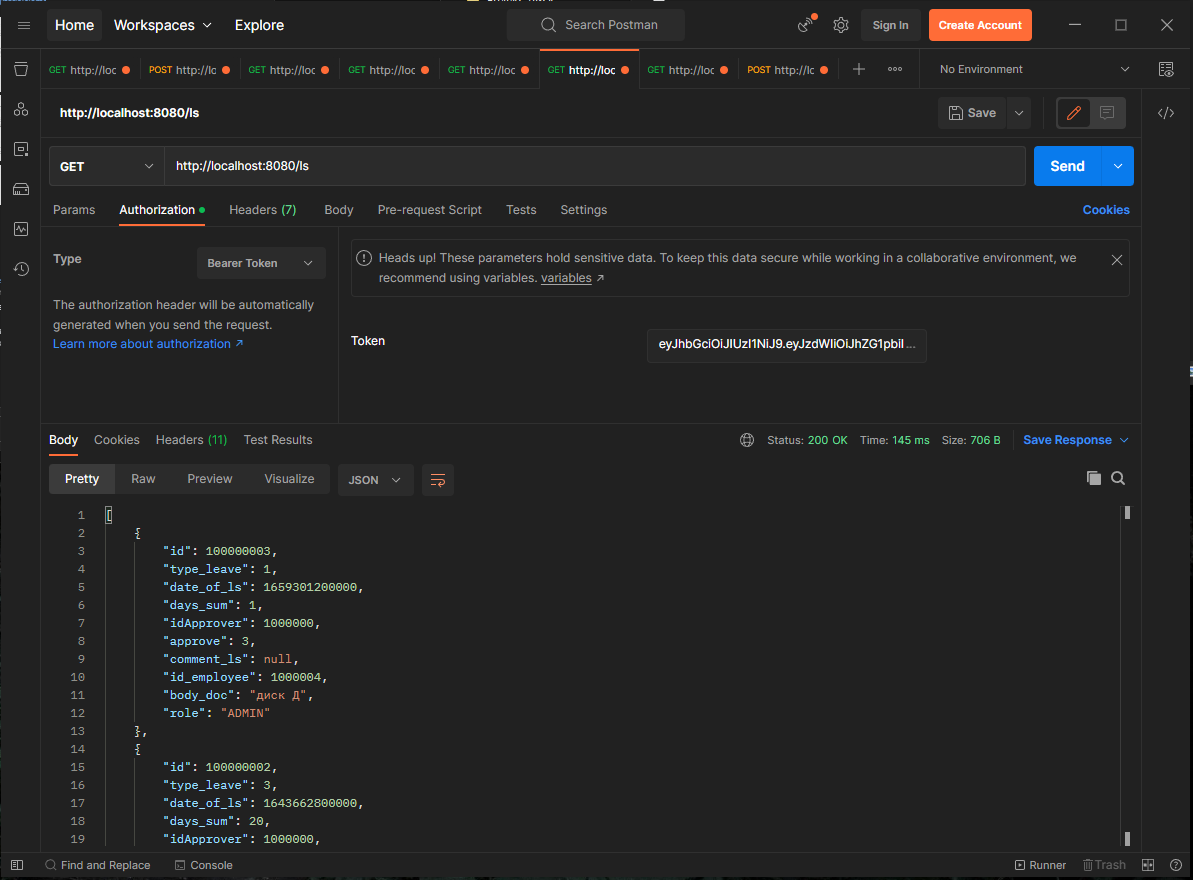 Home Workspaces Explore Search Postman Sign In Create Account
GET http://loc POST http://lc GET http://loc GET http://loc GET http://loc GET http://loc GET http://loc POST http://lc No Environment
http://localhost:8080/ls Save
GET http://localhost:8080/ls Send
Params Authorization Headers (7) Body Pre-request Script Tests Settings Cookies
Type Bearer Token
Heads up! These parameters hold sensitive data. To keep this data secure while working in a collaborative environment, we
recommend using variables. variables ↗
The authorization header will be automatically
generated when you send the request.
Learn more about authorization ↗
Token eyJhbGciOiJIUzI1NiJ9.eyJzdWIiOiJhZG1pbiI ...
Body Cookies Headers (11) Test Results Status: 200 OK Time: 145 ms Size: 706 B Save Response
Pretty Raw Preview Visualize JSON
1 [
2 {
3 "id": 100000003,
4 "type_leave": 1,
5 "date_of_ls": 1659301200000,
6 "days_sum": 1,
7 "idApprover": 1000000,
8 "approve": 3,
9 "comment_ls": null,
10 "id_employee": 1000004,
11 "body_doc": "диск Д",
12 "role": "ADMIN"
13 },
14 {
15 "id": 100000002,
16 "type_leave": 3,
17 "date_of_ls": 1643662800000,
18 "days_sum": 20,
19 "idApprover": 1000000,
Find and Replace Console Runner Trash